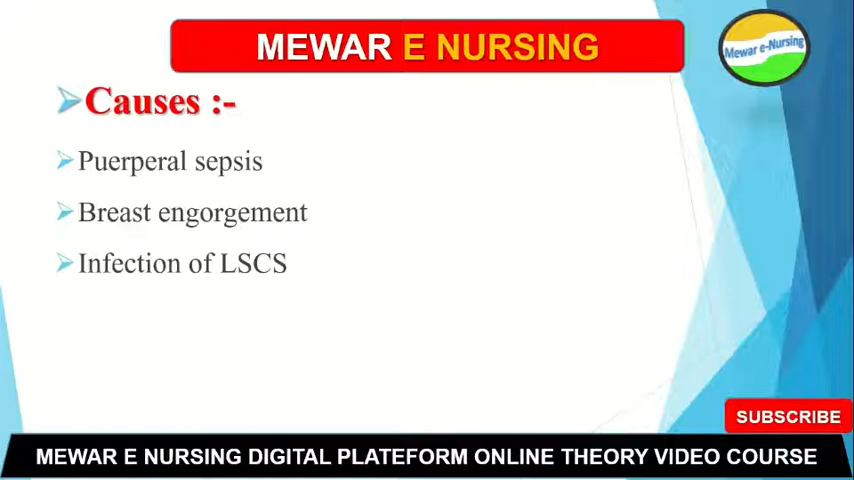 MEWAR E NURSING
Mewar e-Nursing
Causes :-
Puerperal sepsis
Breast engorgement
Infection of LSCS
SUBSCRIBE
MEWAR E NURSING DIGITAL PLATEFORM ONLINE THEORY VIDEO COURSE